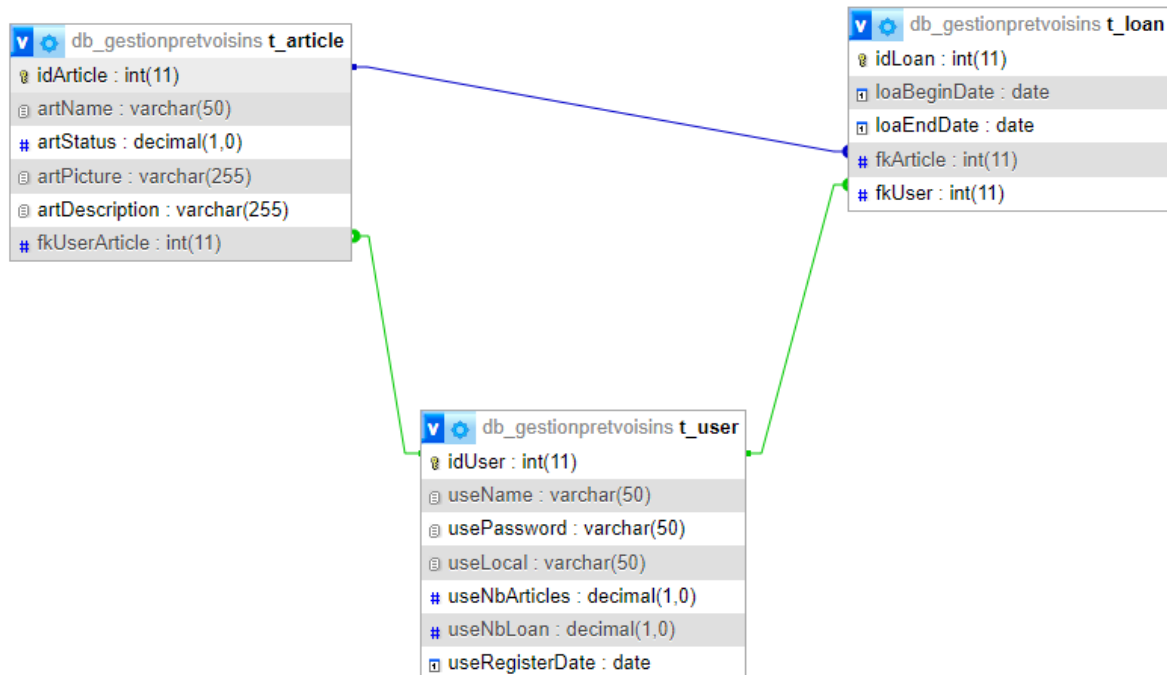 db_gestionpretvoisins t_article
idArticle : int(11)
artName : varchar(50)
artStatus : decimal(1,0)
artPicture : varchar(255)
artDescription : varchar(255)
fkUserArticle : int(11)
db_gestionpretvoisins t_loan
idLoan : int(11)
loaBeginDate : date
loaEndDate : date
fkArticle : int(11)
fkUser : int(11)
db_gestionpretvoisins t_user
idUser : int(11)
useName : varchar(50)
usePassword : varchar(50)
useLocal : varchar(50)
useNbArticles : decimal(1,0)
useNbLoan : decimal(1,0)
useRegisterDate : date